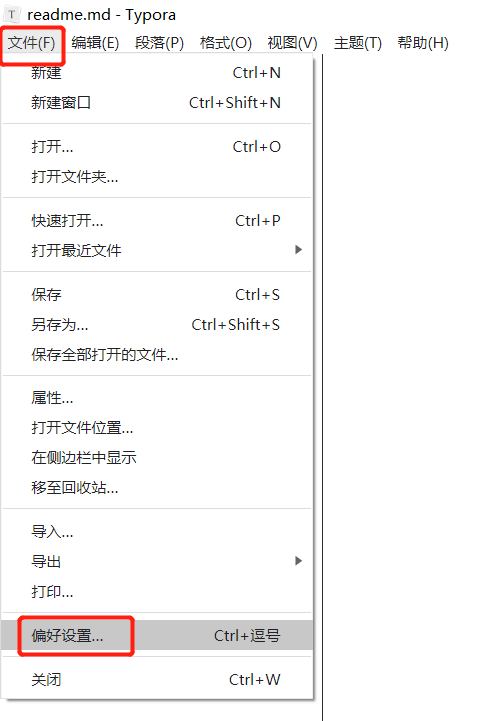 T readme.md - Typora
文件(F) 编辑(E) 段落(P) 格式(O) 视图(V) 主题(T) 帮助(H)
新建 Ctrl+N
新建窗口 Ctrl+Shift+N
打开... Ctrl+O
打开文件夹...
快速打开... Ctrl+P
打开最近文件
保存 Ctrl+S
另存为... Ctrl+Shift+S
保存全部打开的文件...
属性...
打开文件位置...
在侧边栏中显示
移至回收站...
导入...
导出
打印...
偏好设置... Ctrl+逗号
关闭 Ctrl+W